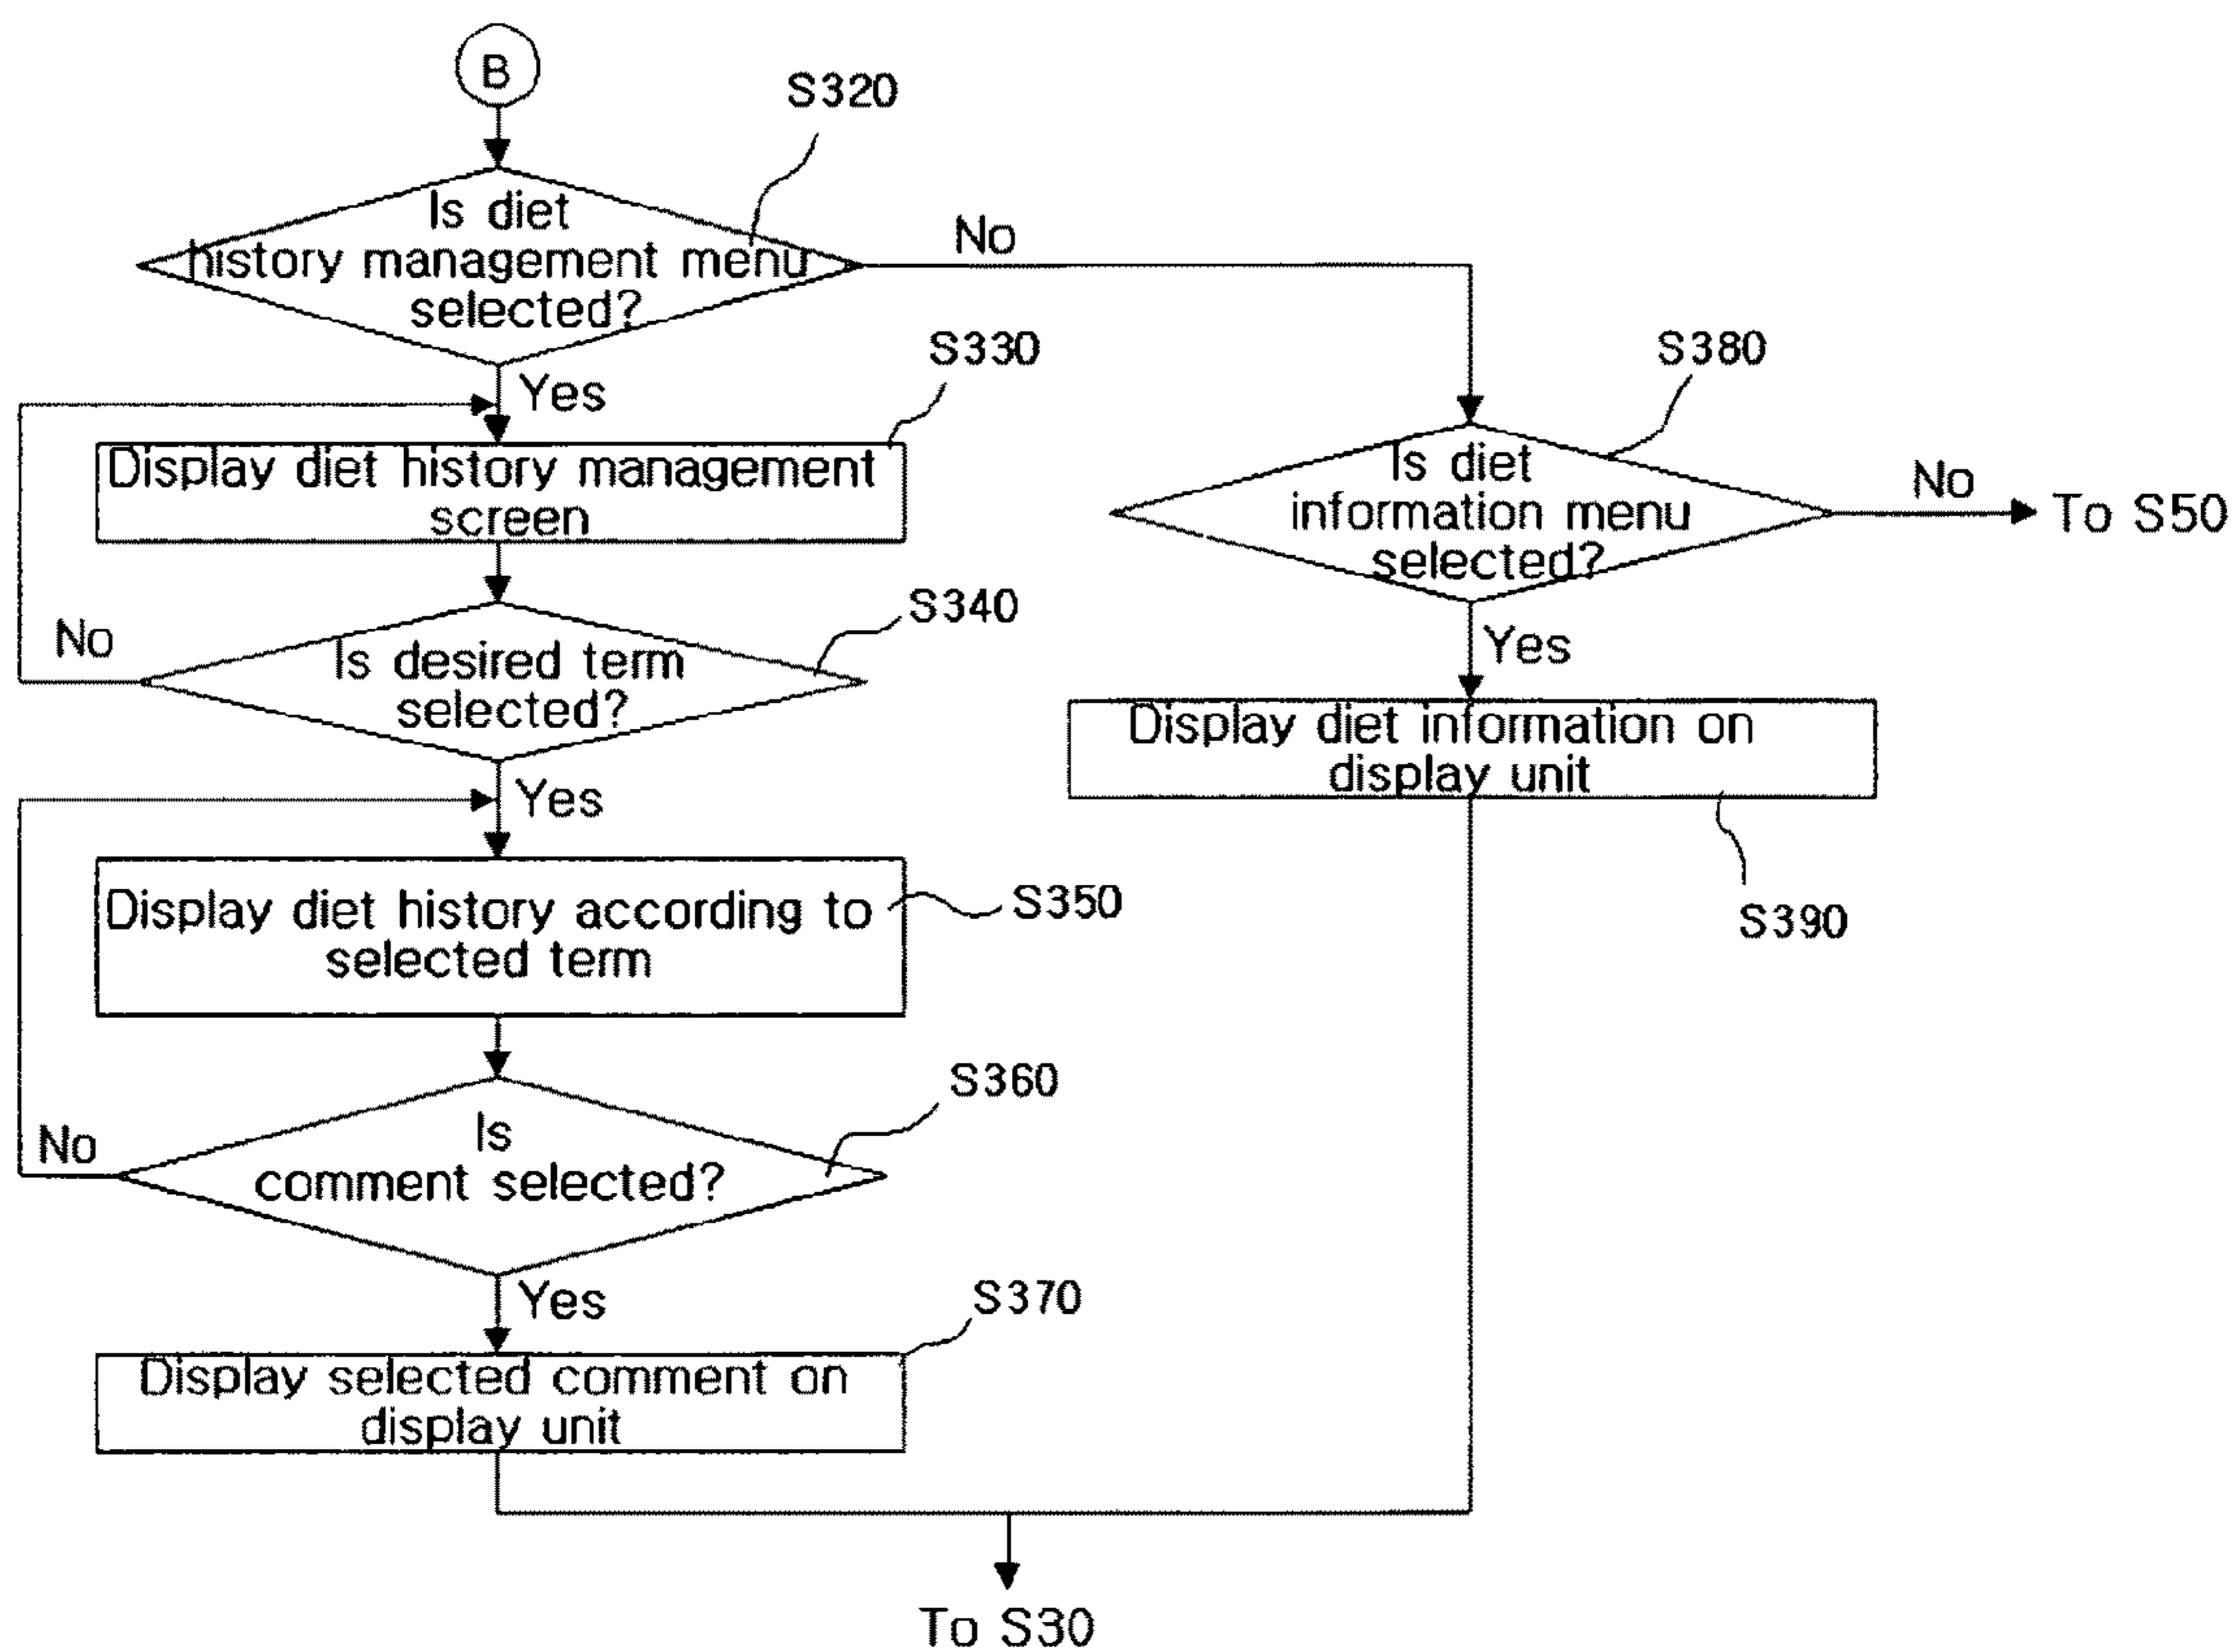 B
S320
Is diet
history management menu
selected?
No
Yes
S330
Display diet history management
screen
S340
No
Is desired term
selected?
Yes
Display diet history according to
selected term
S350
S360
No
Is
comment selected?
Yes
S370
Display selected comment on
display unit
S380
Is diet
information menu
selected?
No
To S50
Yes
Display diet information on
display unit
S390
To S30